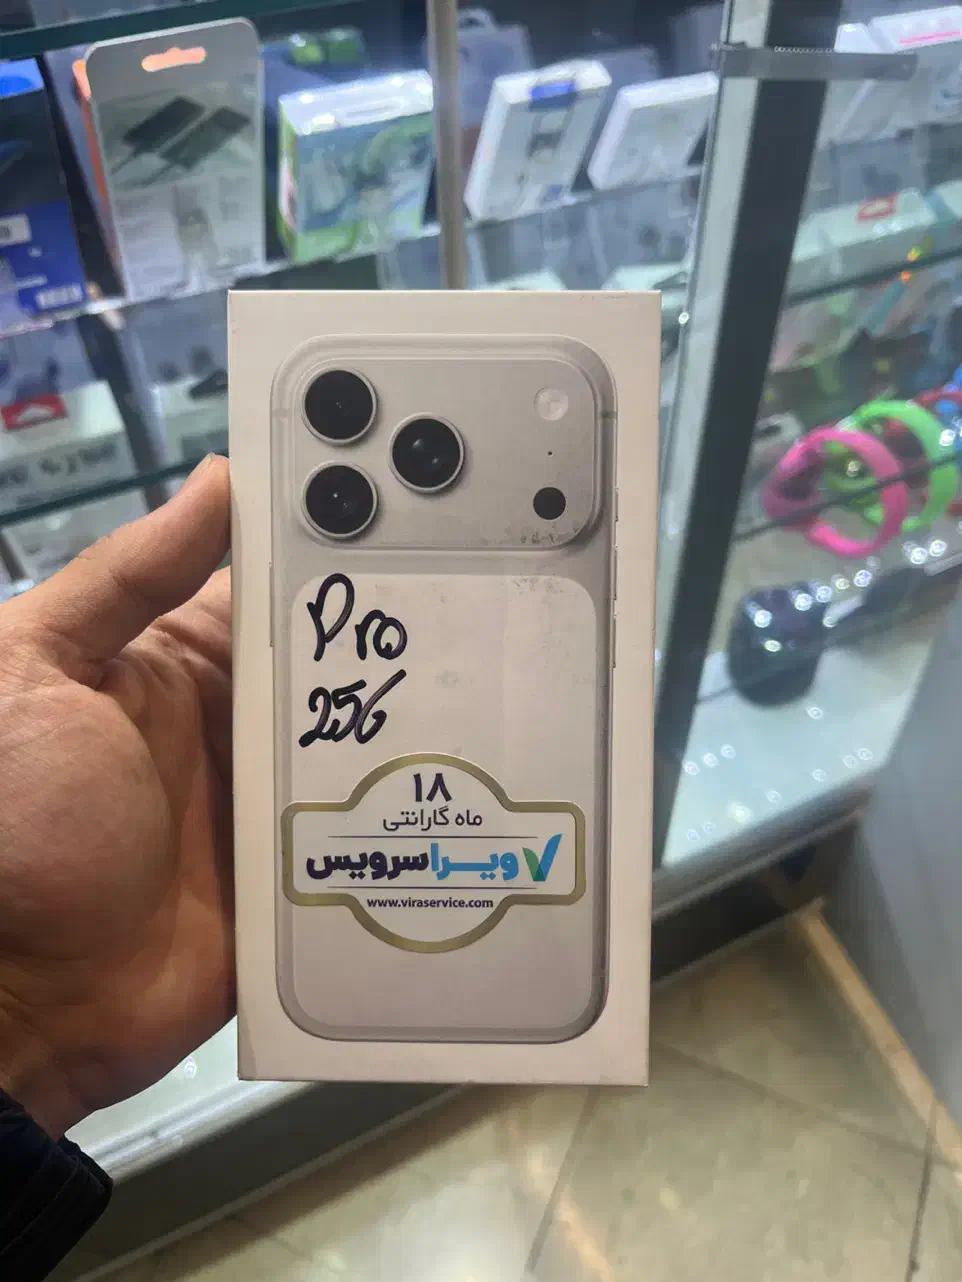 Pro
256
۱۸
ماه گارانتی
ویرا سرویس
www.viraservice.com